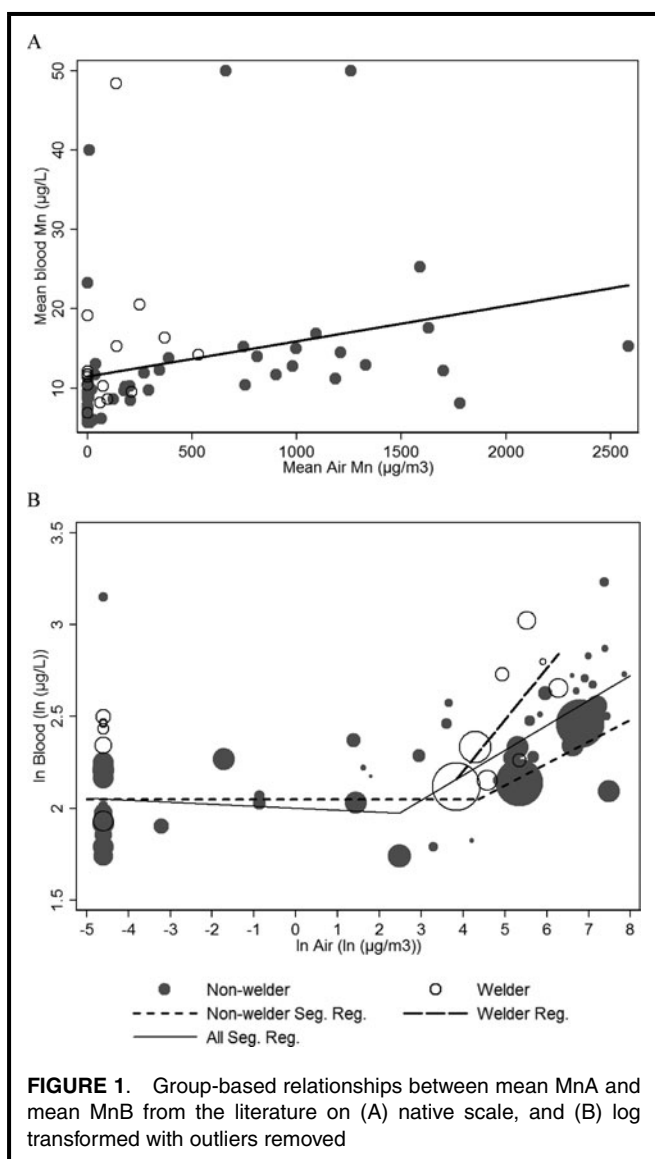 A
Mean blood Mn (µg/L)
50
40
30
20
10
0
500
1000
1500
2000
2500
Mean Air Mn (µg/m3)
B
ln Blood (ln (µg/L))
3.5
3
2.5
2
1.5
-5
-4
-3
-2
-1
0
1
2
3
4
5
6
7
8
ln Air (ln (µg/m3))
Non-welder
Welder
Non-welder Seg. Reg.
Welder Reg.
All Seg. Reg.
FIGURE 1. Group-based relationships between mean MnA and
mean MnB from the literature on (A) native scale, and (B) log
transformed with outliers removed